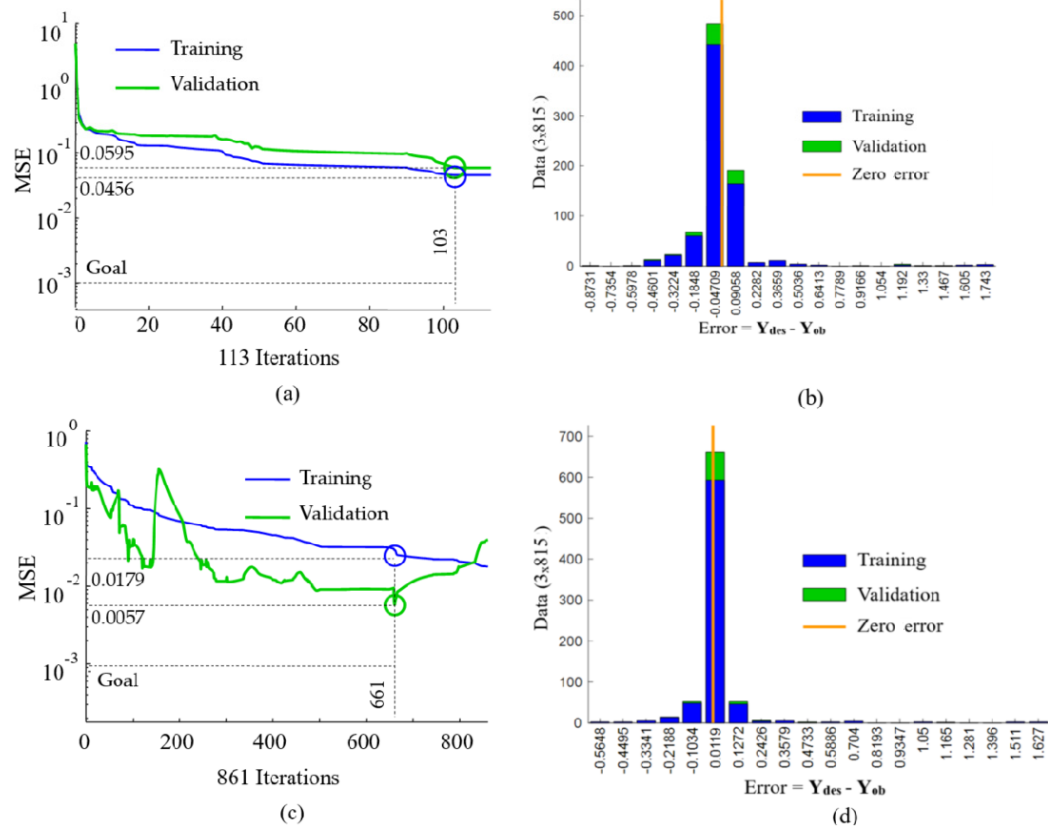 10^1
10^0
10^-1
10^-2
10^-3
MSE
Training
Validation
0.0595
0.0456
103
Goal
0 20 40 60 80 100
113 Iterations
(a)
500
400
300
200
100
0
Data (3x815 )
Training
Validation
Zero error
-0.8731 -0.7354 -0.5978 -0.4601 -0.3224 -0.1848 -0.04709 0.09058 0.2282 0.3659 0.5036 0.6413 0.7789 0.9166 1.054 1.192 1.33 1.467 1.605 1.743
Error = Ydes - Yob
(b)
10^0
10^-1
10^-2
10^-3
MSE
Training
Validation
0.0179
0.0057
661
Goal
0 200 400 600 800
861 Iterations
(c)
700
600
500
400
300
200
100
0
Data (3x815 )
Training
Validation
Zero error
-0.5648 -0.4495 -0.3341 -0.2188 -0.1034 0.0119 0.1272 0.2426 0.3579 0.4733 0.5886 0.704 0.8193 0.9347 1.05 1.165 1.281 1.396 1.511 1.627
Error = Ydes - Yob
(d)